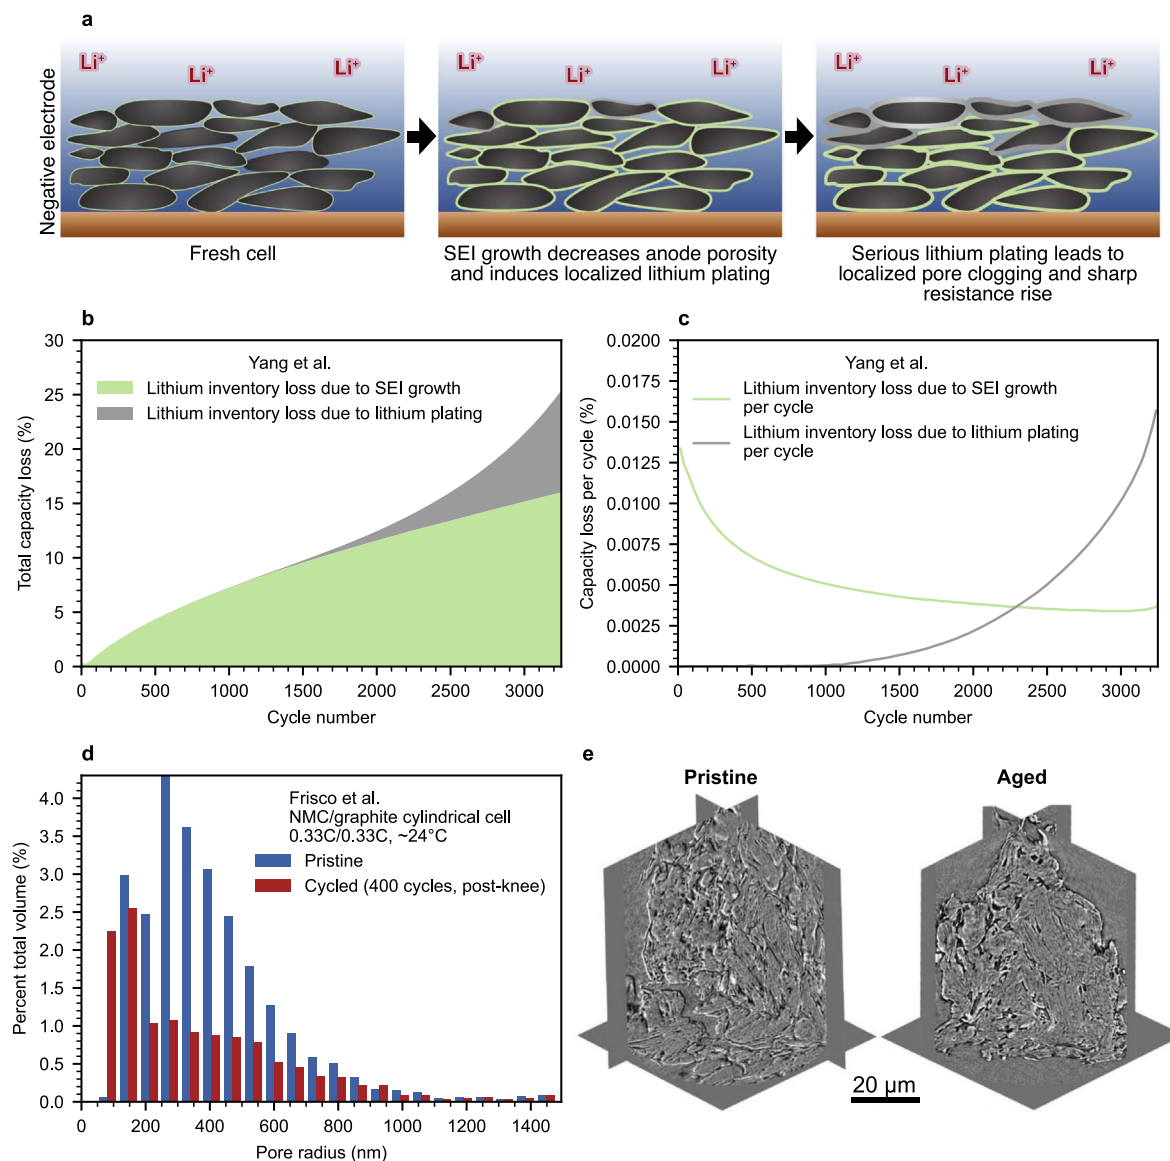 a
Negative electrode
Li⁺ Li⁺ Li⁺
Li⁺ Li⁺ Li⁺
Li⁺ Li⁺ Li⁺
Fresh cell
SEI growth decreases anode porosity
and induces localized lithium plating
Serious lithium plating leads to
localized pore clogging and sharp
resistance rise
b
Total capacity loss (%)
30
25
20
15
10
5
0
Yang et al.
Lithium inventory loss due to SEI growth
Lithium inventory loss due to lithium plating
0 500 1000 1500 2000 2500 3000
Cycle number
c
Capacity loss per cycle (%)
0.0200
0.0175
0.0150
0.0125
0.0100
0.0075
0.0050
0.0025
0.0000
Yang et al.
Lithium inventory loss due to SEI growth
per cycle
Lithium inventory loss due to lithium plating
per cycle
0 500 1000 1500 2000 2500 3000
Cycle number
d
Percent total volume (%)
4.0
3.5
3.0
2.5
2.0
1.5
1.0
0.5
0.0
Frisco et al.
NMC/graphite cylindrical cell
0.33C/0.33C, ~24°C
Pristine
Cycled (400 cycles, post-knee)
200 400 600 800 1000 1200 1400
Pore radius (nm)
e
Pristine
Aged
20 µm